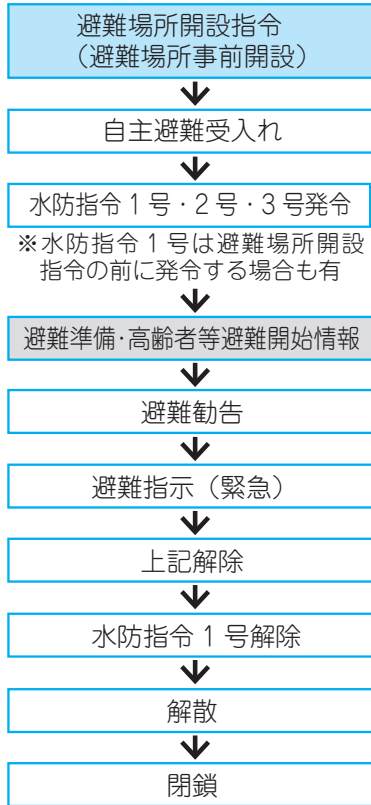 避難場所開設指令
（避難場所事前開設）
自主避難受入れ
水防指令１号・２号・３号発令
※水防指令１号は避難場所開設
指令の前に発令する場合も有
避難準備・高齢者等避難開始情報
避難勧告
避難指示（緊急）
上記解除
水防指令１号解除
解散
閉鎖